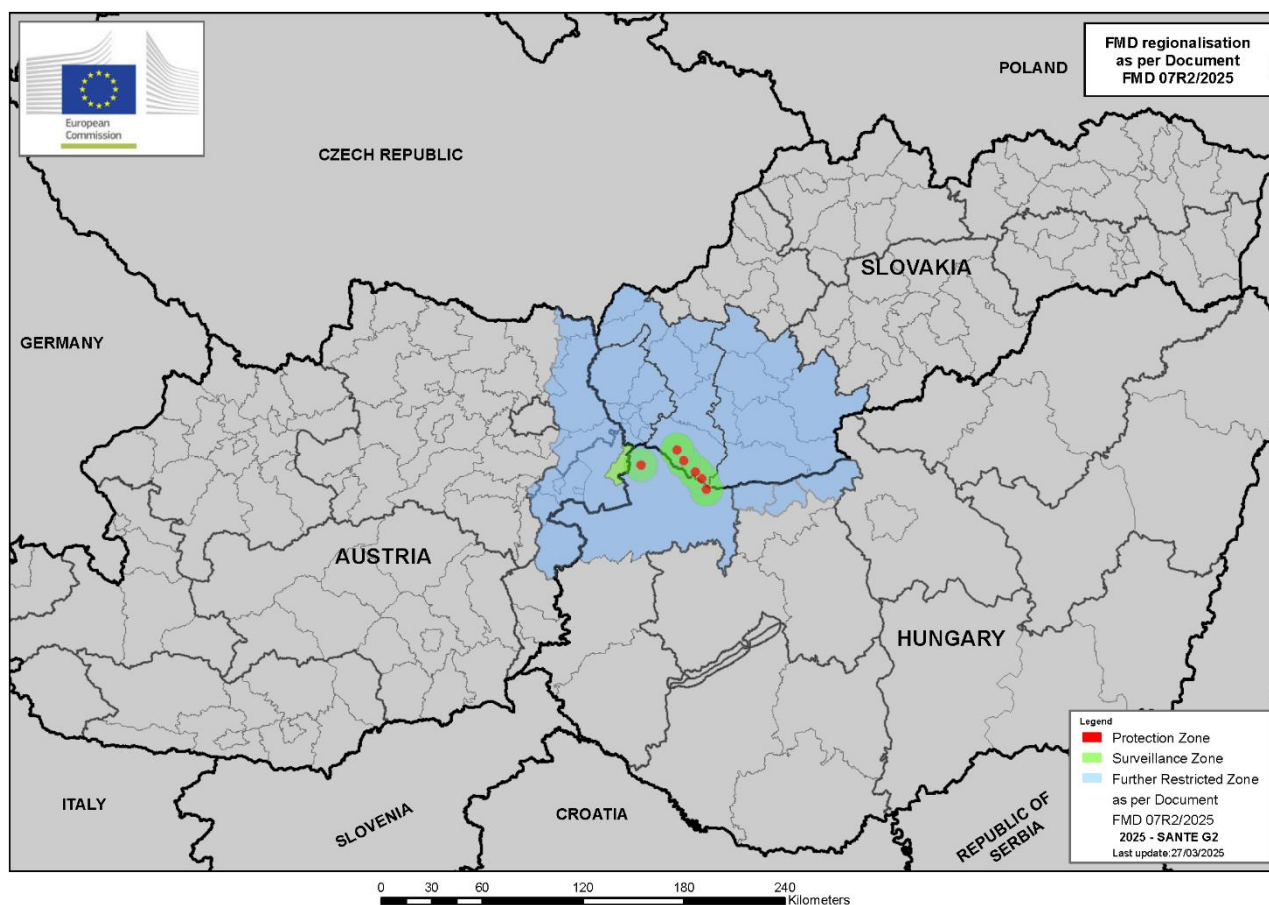 European
Commission
FMD regionalisation
as per Document
FMD 07R2/2025
POLAND
CZECH REPUBLIC
SLOVAKIA
GERMANY
AUSTRIA
HUNGARY
ITALY
SLOVENIA
CROATIA
REPUBLIC OF
SERBIA
Legend
Protection Zone
Surveillance Zone
Further Restricted Zone
as per Document
FMD 07R2/2025
2025 - SANTE G2
Last update:27/03/2025
0 30 60 120 180 240
Kilometers